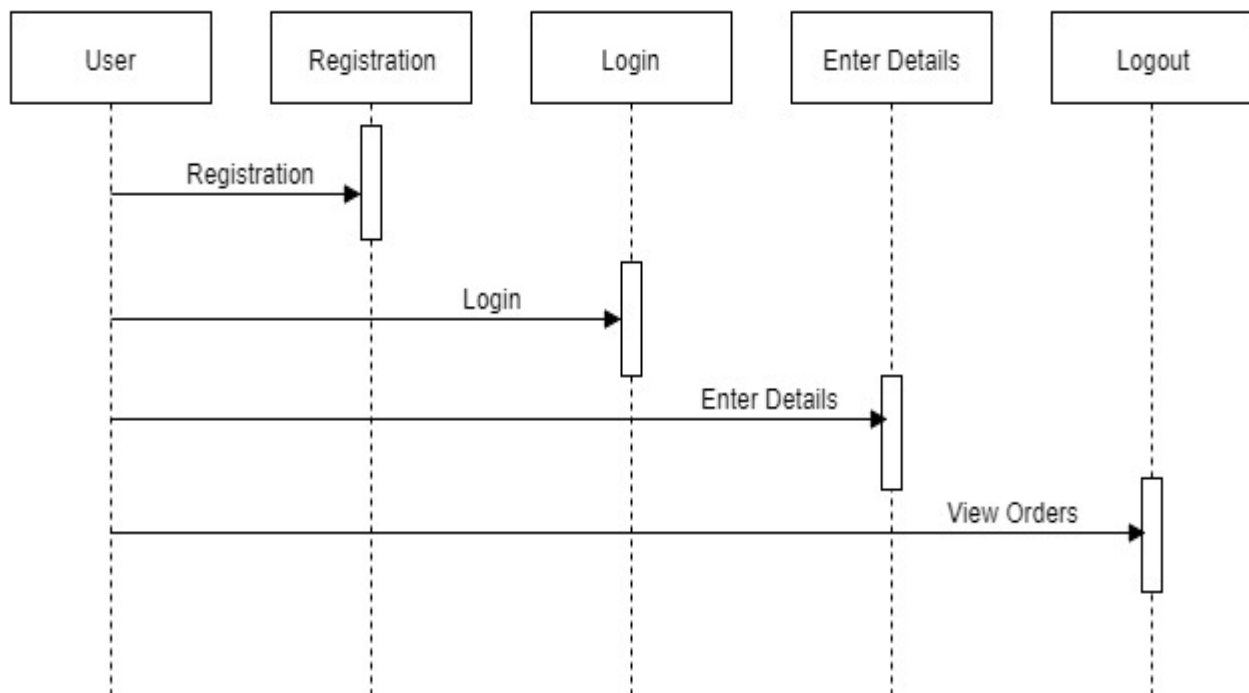 User
Registration
Login
Enter Details
Logout
Registration
Login
Enter Details
View Orders